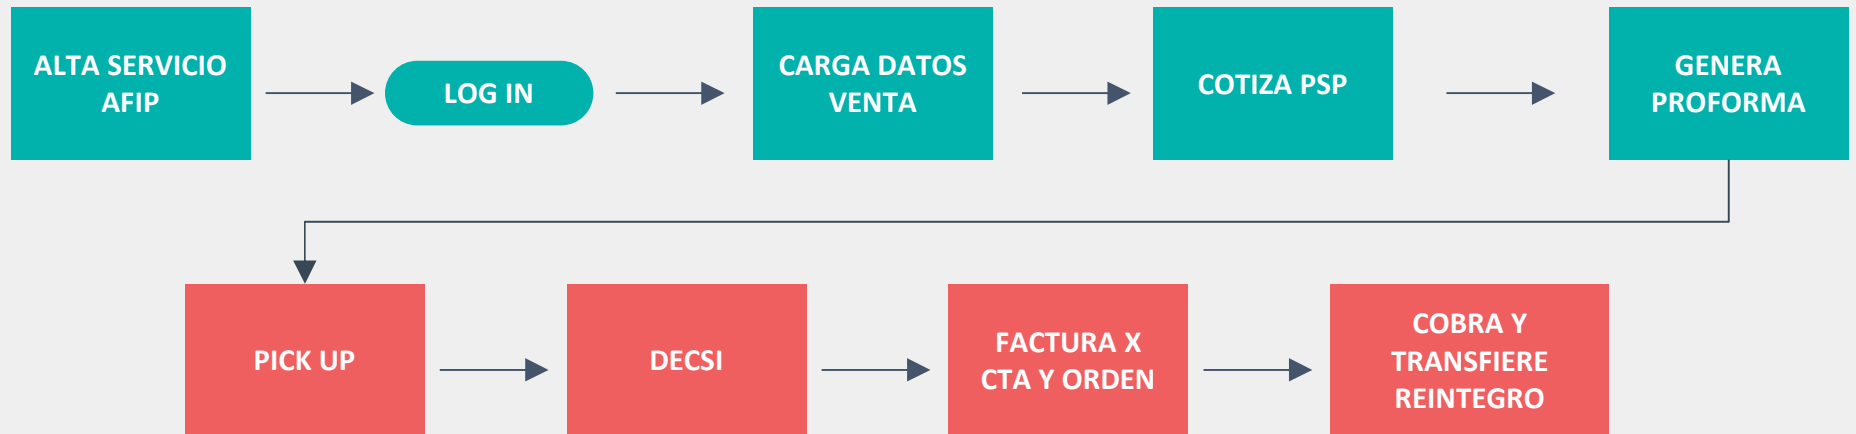 ALTA SERVICIO
AFIP
LOG IN
CARGA DATOS
VENTA
COTIZA PSP
GENERA
PROFORMA
PICK UP
DECSI
FACTURA X
CTA Y ORDEN
COBRA Y
TRANSFIERE
REINTEGRO